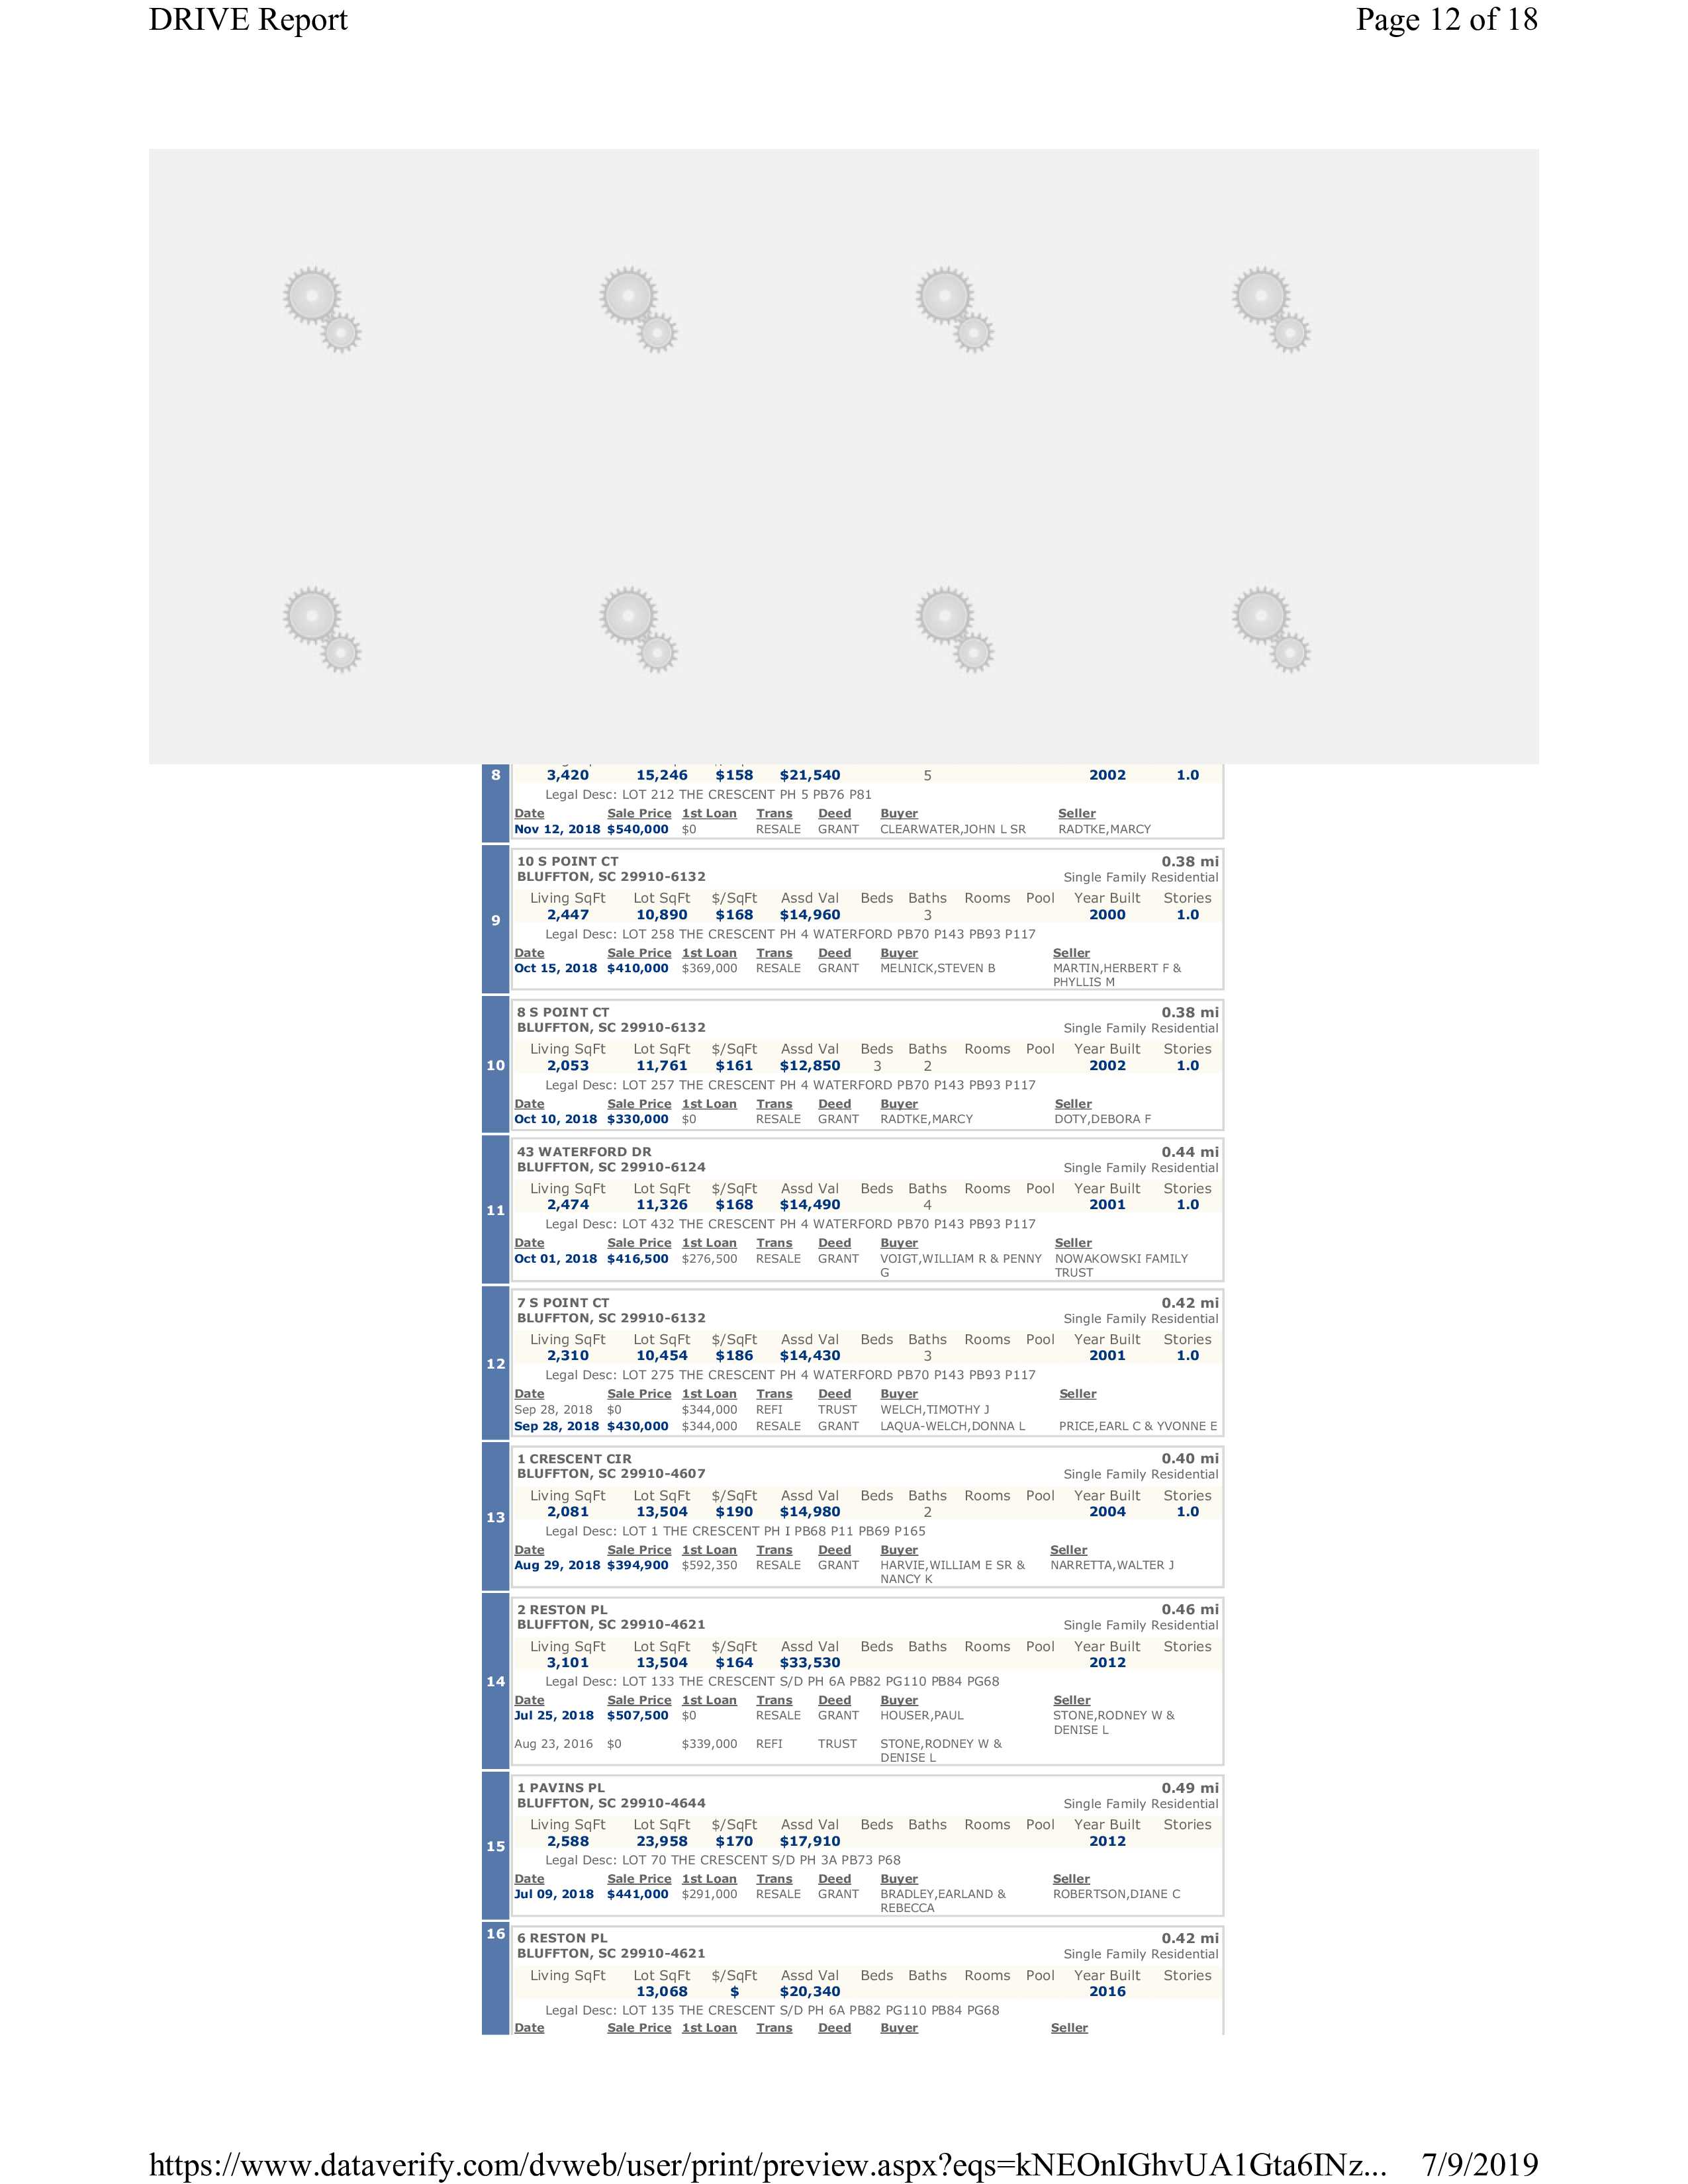 DRIVE Report Page 12 of 18
8
3,420 15,246 $158 $21,540 5 2002 1.0
Legal Desc: LOT 212 THE CRESCENT PH 5 PB76 P81
Date Sale Price 1st Loan Trans Deed Buyer Seller
Nov 12, 2018 $540,000 $0 RESALE GRANT CLEARWATER,JOHN L SR RADTKE,MARCY
9
10 S POINT CT 0.38 mi
BLUFFTON, SC 29910-6132 Single Family Residential
Living SqFt Lot SqFt $/SqFt Assd Val Beds Baths Rooms Pool Year Built Stories
2,447 10,890 $168 $14,960 3 2000 1.0
Legal Desc: LOT 258 THE CRESCENT PH 4 WATERFORD PB70 P143 PB93 P117
Date Sale Price 1st Loan Trans Deed Buyer Seller
Oct 15, 2018 $410,000 $369,000 RESALE GRANT MELNICK,STEVEN B MARTIN,HERBERT F &
PHYLLIS M
10
8 S POINT CT 0.38 mi
BLUFFTON, SC 29910-6132 Single Family Residential
Living SqFt Lot SqFt $/SqFt Assd Val Beds Baths Rooms Pool Year Built Stories
2,053 11,761 $161 $12,850 3 2 2002 1.0
Legal Desc: LOT 257 THE CRESCENT PH 4 WATERFORD PB70 P143 PB93 P117
Date Sale Price 1st Loan Trans Deed Buyer Seller
Oct 10, 2018 $330,000 $0 RESALE GRANT RADTKE,MARCY DOTY,DEBORA F
11
43 WATERFORD DR 0.44 mi
BLUFFTON, SC 29910-6124 Single Family Residential
Living SqFt Lot SqFt $/SqFt Assd Val Beds Baths Rooms Pool Year Built Stories
2,474 11,326 $168 $14,490 4 2001 1.0
Legal Desc: LOT 432 THE CRESCENT PH 4 WATERFORD PB70 P143 PB93 P117
Date Sale Price 1st Loan Trans Deed Buyer Seller
Oct 01, 2018 $416,500 $276,500 RESALE GRANT VOIGT,WILLIAM R & PENNY NOWAKOWSKI FAMILY
G TRUST
12
7 S POINT CT 0.42 mi
BLUFFTON, SC 29910-6132 Single Family Residential
Living SqFt Lot SqFt $/SqFt Assd Val Beds Baths Rooms Pool Year Built Stories
2,310 10,454 $186 $14,430 3 2001 1.0
Legal Desc: LOT 275 THE CRESCENT PH 4 WATERFORD PB70 P143 PB93 P117
Date Sale Price 1st Loan Trans Deed Buyer Seller
Sep 28, 2018 $0 $344,000 REFI TRUST WELCH,TIMOTHY J
Sep 28, 2018 $430,000 $344,000 RESALE GRANT LAQUA-WELCH,DONNA L PRICE,EARL C & YVONNE E
13
1 CRESCENT CIR 0.40 mi
BLUFFTON, SC 29910-4607 Single Family Residential
Living SqFt Lot SqFt $/SqFt Assd Val Beds Baths Rooms Pool Year Built Stories
2,081 13,504 $190 $14,980 2 2004 1.0
Legal Desc: LOT 1 THE CRESCENT PH I PB68 P11 PB69 P165
Date Sale Price 1st Loan Trans Deed Buyer Seller
Aug 29, 2018 $394,900 $592,350 RESALE GRANT HARVIE,WILLIAM E SR & NARRETTA,WALTER J
NANCY K
14
2 RESTON PL 0.46 mi
BLUFFTON, SC 29910-4621 Single Family Residential
Living SqFt Lot SqFt $/SqFt Assd Val Beds Baths Rooms Pool Year Built Stories
3,101 13,504 $164 $33,530 2012
Legal Desc: LOT 133 THE CRESCENT S/D PH 6A PB82 PG110 PB84 PG68
Date Sale Price 1st Loan Trans Deed Buyer Seller
Jul 25, 2018 $507,500 $0 RESALE GRANT HOUSER,PAUL STONE,RODNEY W &
DENISE L
Aug 23, 2016 $0 $339,000 REFI TRUST STONE,RODNEY W &
DENISE L
15
1 PAVINS PL 0.49 mi
BLUFFTON, SC 29910-4644 Single Family Residential
Living SqFt Lot SqFt $/SqFt Assd Val Beds Baths Rooms Pool Year Built Stories
2,588 23,958 $170 $17,910 2012
Legal Desc: LOT 70 THE CRESCENT S/D PH 3A PB73 P68
Date Sale Price 1st Loan Trans Deed Buyer Seller
Jul 09, 2018 $441,000 $291,000 RESALE GRANT BRADLEY,EARLAND & ROBERTSON,DIANE C
REBECCA
16
6 RESTON PL 0.42 mi
BLUFFTON, SC 29910-4621 Single Family Residential
Living SqFt Lot SqFt $/SqFt Assd Val Beds Baths Rooms Pool Year Built Stories
13,068 $ $20,340 2016
Legal Desc: LOT 135 THE CRESCENT S/D PH 6A PB82 PG110 PB84 PG68
Date Sale Price 1st Loan Trans Deed Buyer Seller
https://www.dataverify.com/dvweb/user/print/preview.aspx?eqs=kNEOnIGhvUA1Gta6INz... 7/9/2019